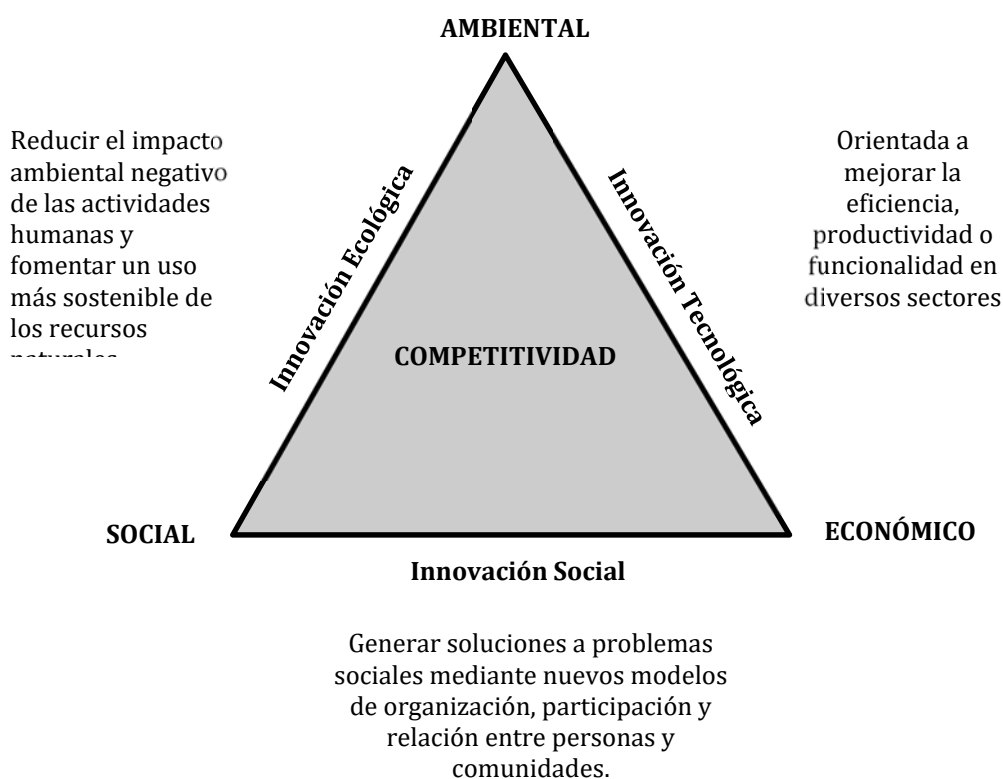 AMBIENTAL
Reducir el impacto
ambiental negativo
de las actividades
humanas y
fomentar un uso
más sostenible de
los recursos
naturales
Innovación Ecológica
Innovación Tecnológica
Orientada a
mejorar la
eficiencia,
productividad o
funcionalidad en
diversos sectores
COMPETITIVIDAD
SOCIAL
ECONÓMICO
Innovación Social
Generar soluciones a problemas
sociales mediante nuevos modelos
de organización, participación y
relación entre personas y
comunidades.